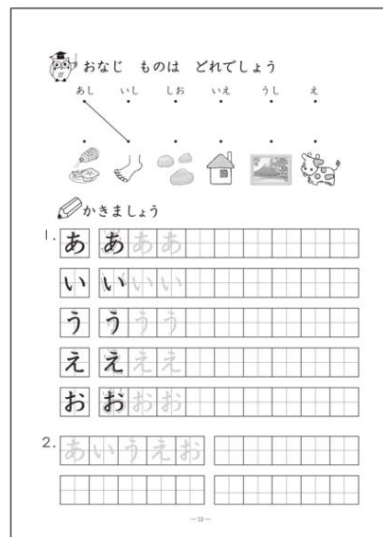 おなじ ものは どれでしょう
あし いし しお いえ うし え
かきましょう
1. あ あ あ あ
い い い い
う う う う
え え え え
お お お お
2. あ い う え お